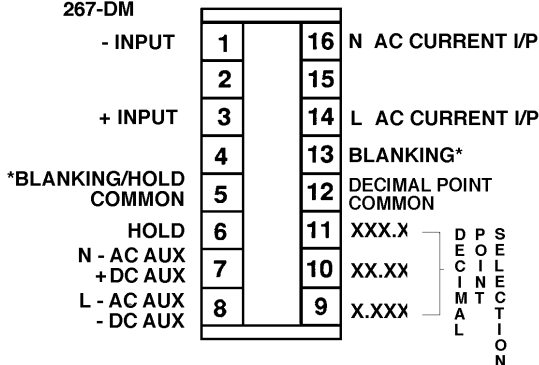 267-DM
- INPUT 1 16 N AC CURRENT I/P
2 15
+ INPUT 3 14 L AC CURRENT I/P
4 13 BLANKING*
*BLANKING/HOLD
COMMON 5 12 DECIMAL POINT
COMMON
HOLD 6 11 XXX.X
N - AC AUX
+ DC AUX 7 10 XX.XX
L - AC AUX
- DC AUX 8 9 X.XXX
DECIMAL
POINT
SELECTION